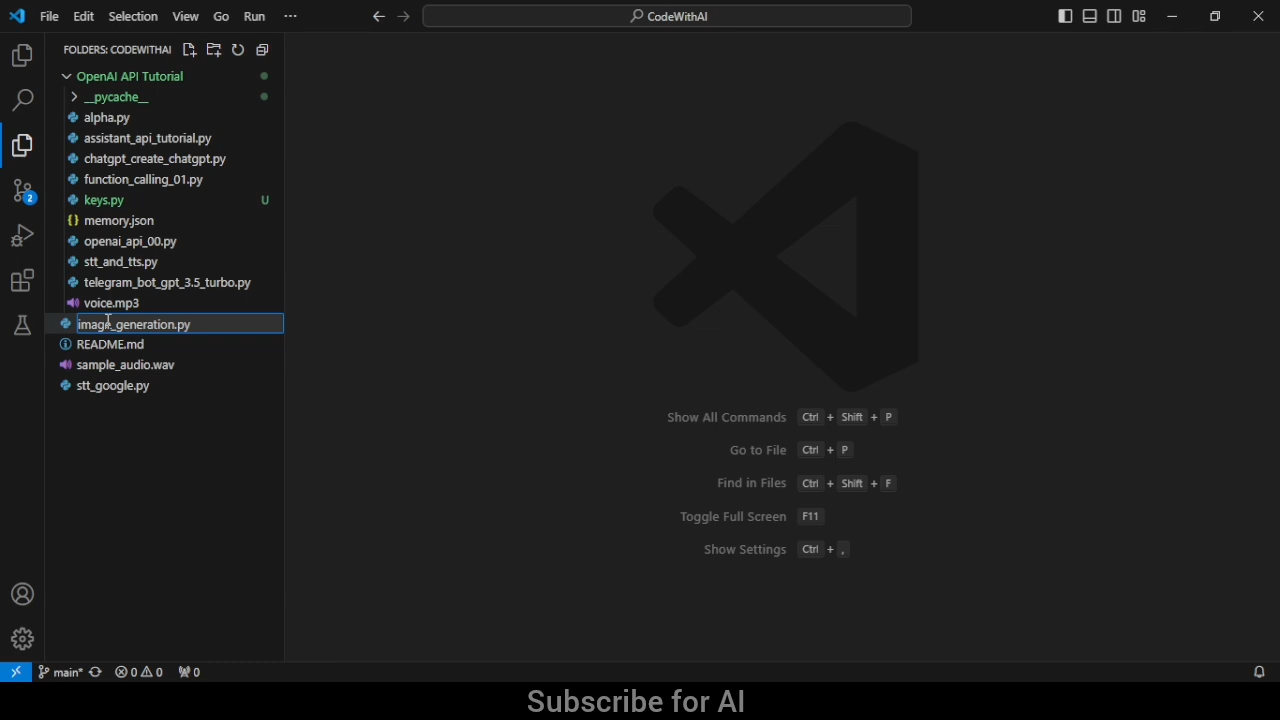 File Edit Selection View Go Run ···
CodeWithAI
FOLDERS: CODEWITHAI
OpenAI API Tutorial
__pycache__
alpha.py
assistant_api_tutorial.py
chatgpt_create_chatgpt.py
function_calling_01.py
keys.py U
memory.json
openai_api_00.py
stt_and_tts.py
telegram_bot_gpt_3.5_turbo.py
voice.mp3
image_generation.py
README.md
sample_audio.wav
stt_google.py
2
Show All Commands Ctrl + Shift + P
Go to File Ctrl + P
Find in Files Ctrl + Shift + F
Toggle Full Screen F11
Show Settings Ctrl + ,
main* 0 0 0
Subscribe for AI